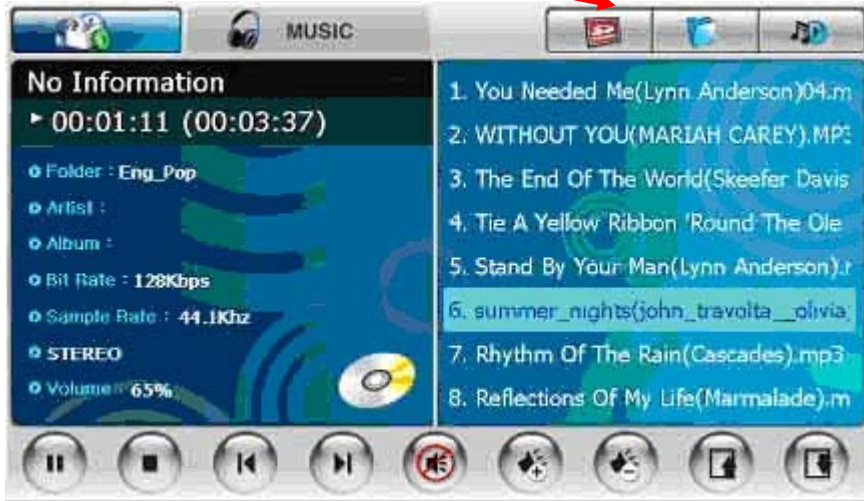 MUSIC
No Information
00:01:11 (00:03:37)
Folder : Eng_Pop
Artist :
Album :
Bit Rate : 128Kbps
Sample Rate : 44.1Khz
STEREO
Volume : 65%
1. You Needed Me(Lynn Anderson)04.m
2. WITHOUT YOU(MARIAH CAREY).MP3
3. The End Of The World(Skeefer Davis
4. Tie A Yellow Ribbon 'Round The Ole
5. Stand By Your Man(Lynn Anderson).r
6. summer_nights(john_travolta__olivia_
7. Rhythm Of The Rain(Cascades).mp3
8. Reflections Of My Life(Marmalade).m